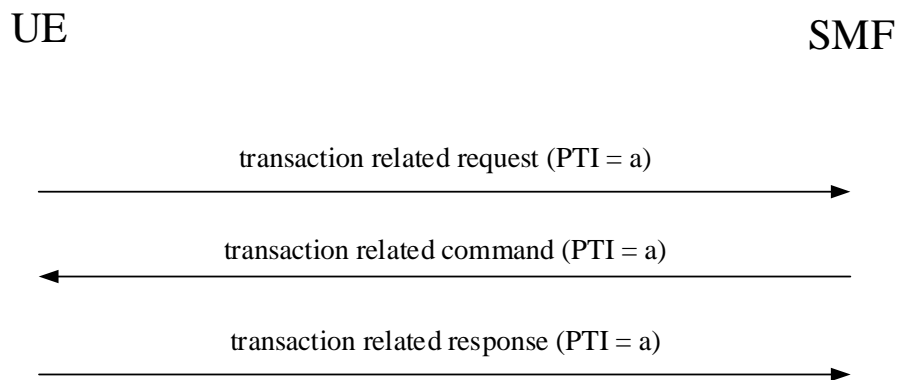 UE
SMF
transaction related request (PTI = a)
transaction related command (PTI = a)
transaction related response (PTI = a)